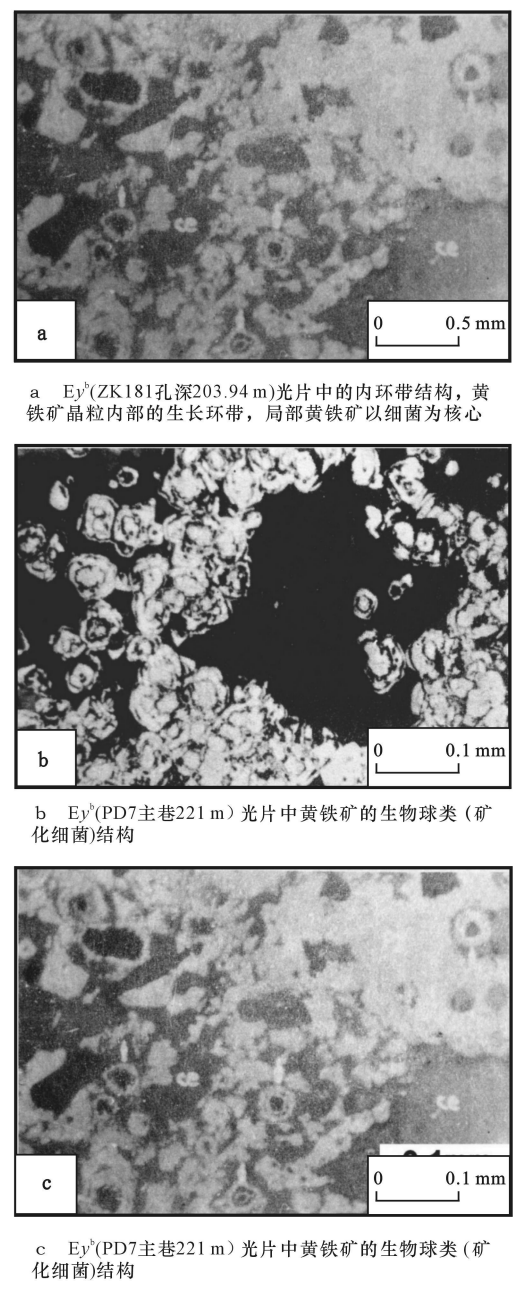 a
0 0.5 mm
a Eyᵇ(ZK181孔深203.94 m)光片中的内环带结构，黄
铁矿晶粒内部的生长环带，局部黄铁矿以细菌为核心
b
0 0.1 mm
b Eyᵇ(PD7主巷221 m）光片中黄铁矿的生物球类（矿
化细菌)结构
c
0 0.1 mm
c Eyᵇ(PD7主巷221 m）光片中黄铁矿的生物球类（矿
化细菌)结构